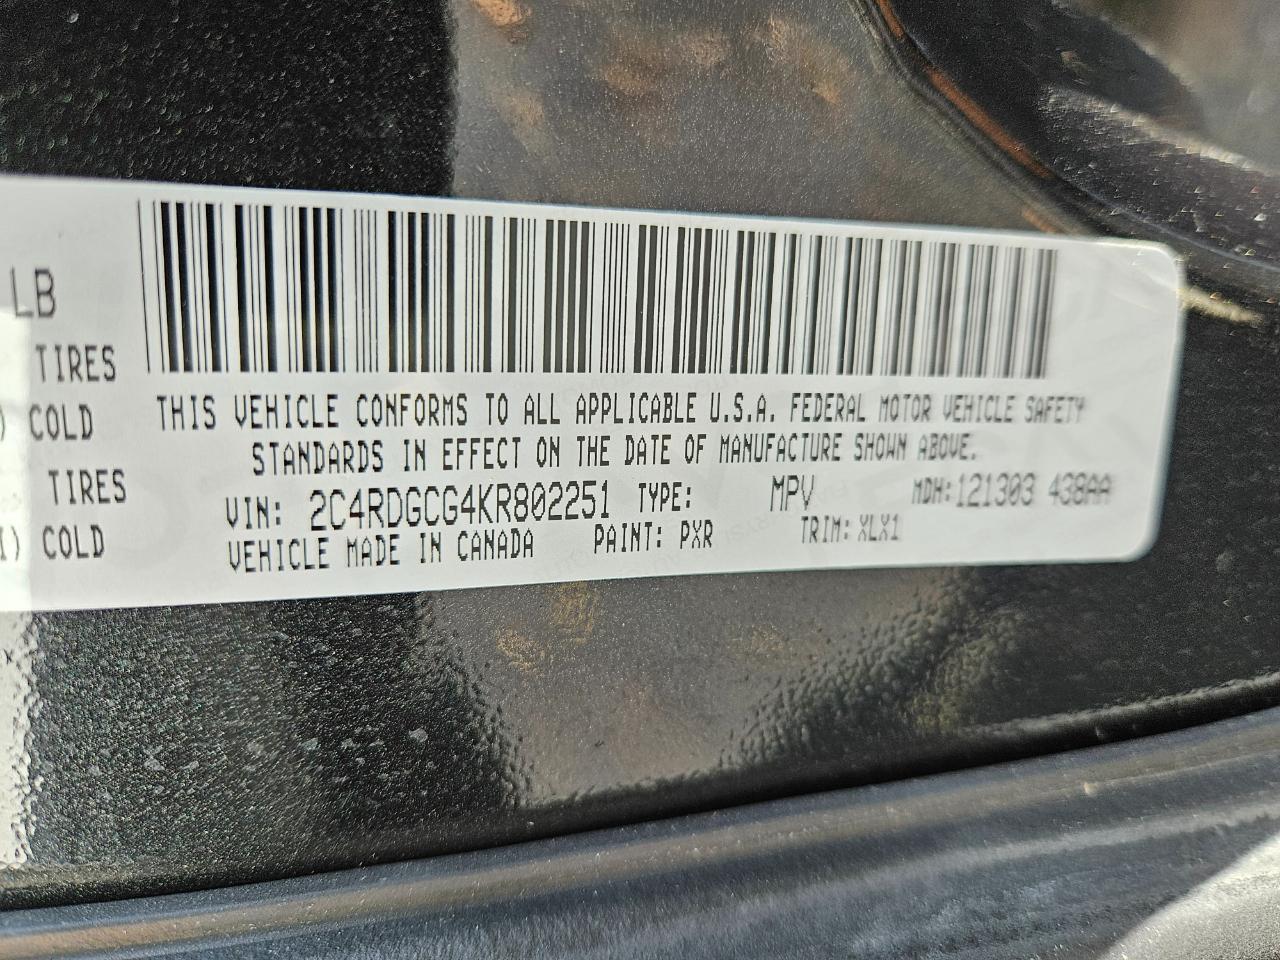 LB
TIRES
) COLD
TIRES
I) COLD
THIS VEHICLE CONFORMS TO ALL APPLICABLE U.S.A. FEDERAL MOTOR VEHICLE SAFETY
STANDARDS IN EFFECT ON THE DATE OF MANUFACTURE SHOWN ABOVE.
VIN: 2C4RDGCG4KR802251 TYPE: MPV MDH:121303 438AA
VEHICLE MADE IN CANADA PAINT: PXR TRIM: XLX1